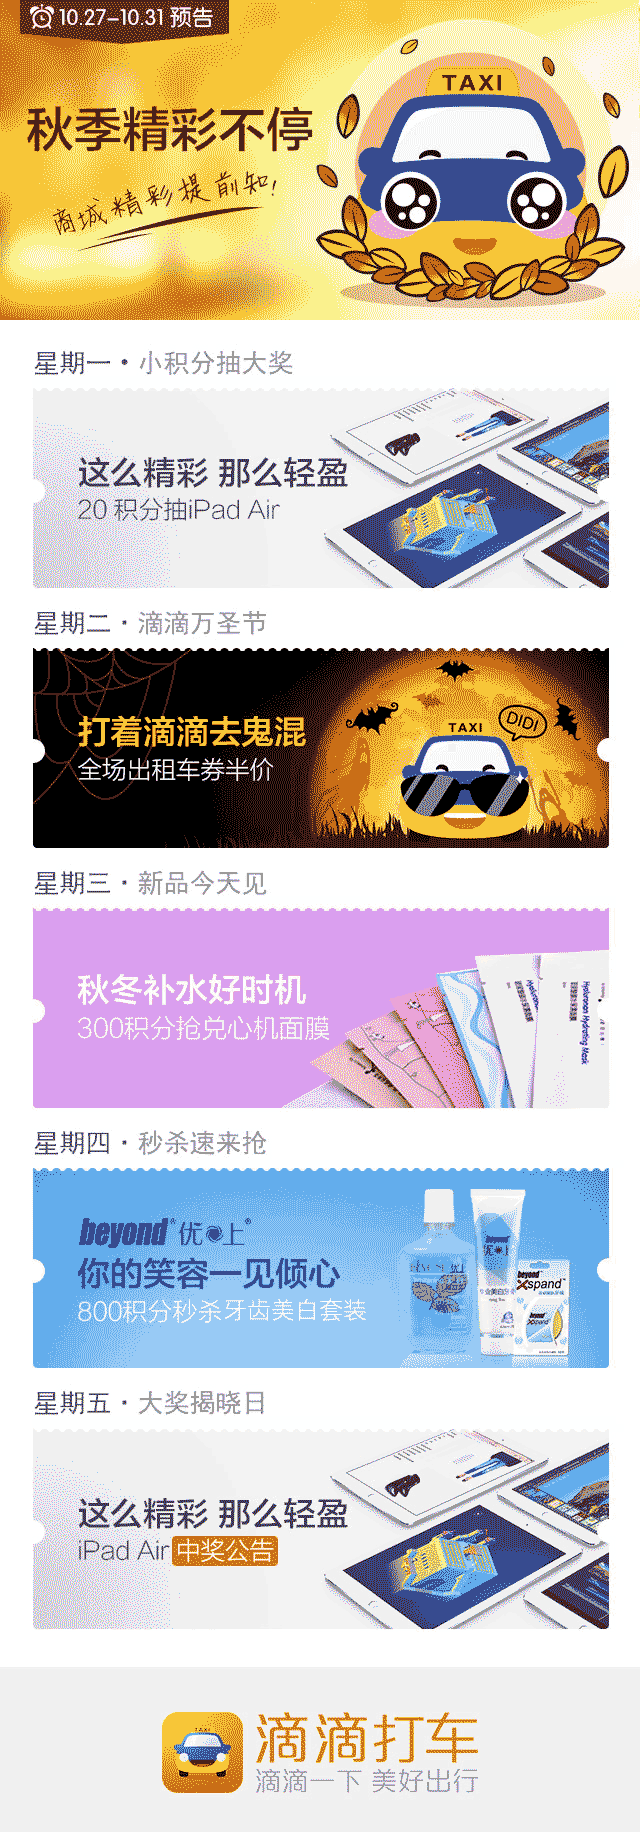 10.27-10.31 预告
TAXI
秋季精彩不停
商城精彩提前知!
星期一·小积分抽大奖
这么精彩 那么轻盈
20 积分抽iPad Air
星期二·滴滴万圣节
打着滴滴去鬼混
全场出租车券半价
TAXI
DIDI
星期三·新品今天见
秋冬补水好时机
300积分抢兑心机面膜
Hyaluronan Hydrating Mask
星期四·秒杀速来抢
beyond® 优上®
你的笑容一见倾心
800积分秒杀牙齿美白套装
beyond
beyond
Xspand™
星期五·大奖揭晓日
这么精彩 那么轻盈
iPad Air 中奖公告
滴滴打车
滴滴一下 美好出行